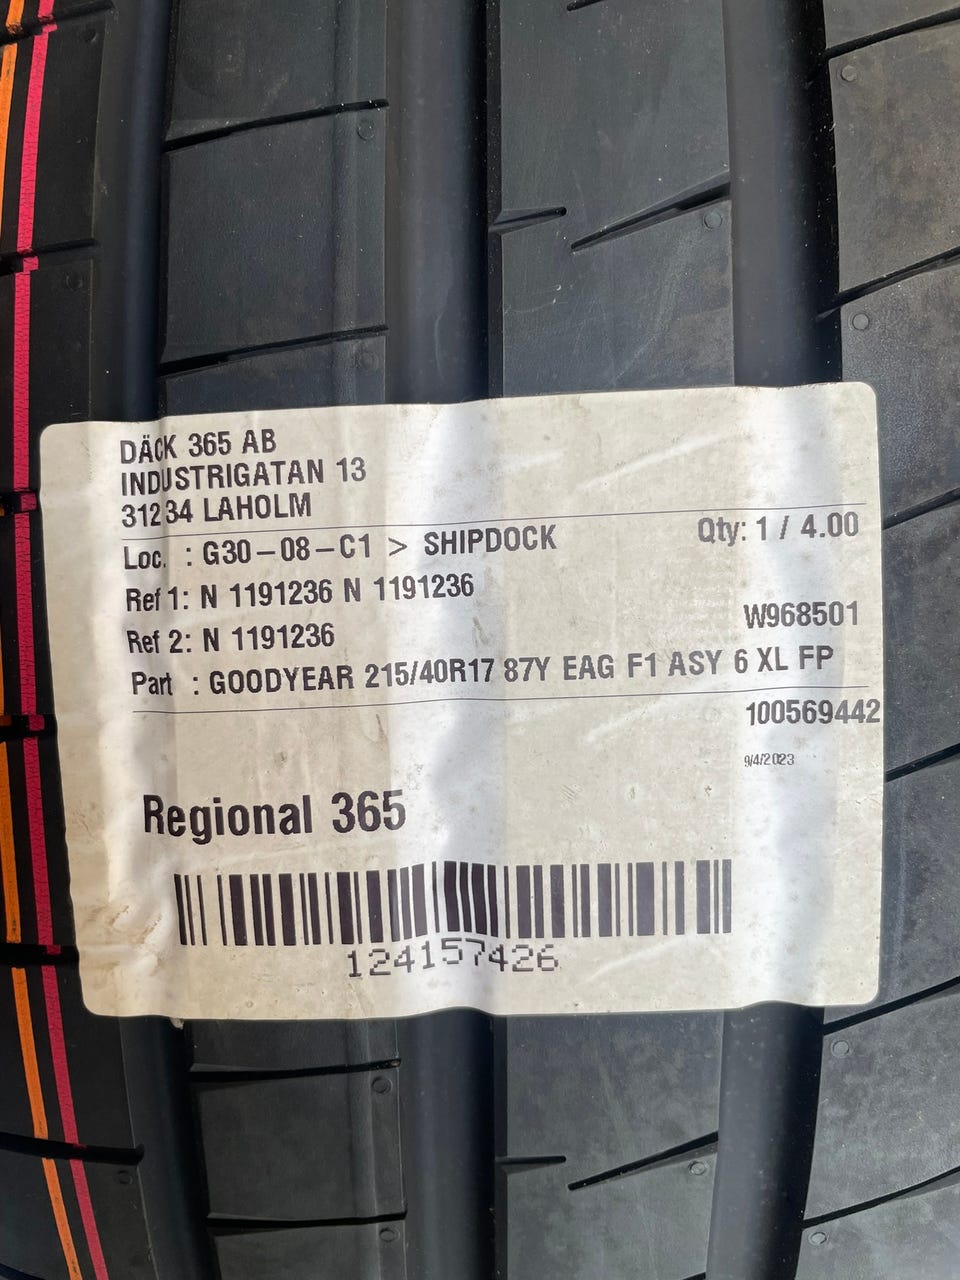 DÄCK 365 AB
INDUSTRIGATAN 13
31234 LAHOLM
Loc. : G30-08-C1 > SHIPDOCK Qty: 1 / 4.00
Ref 1: N 1191236 N 1191236
W968501
Ref 2: N 1191236
Part : GOODYEAR 215/40R17 87Y EAG F1 ASY 6 XL FP
100569442
9/4/2023
Regional 365
124157426